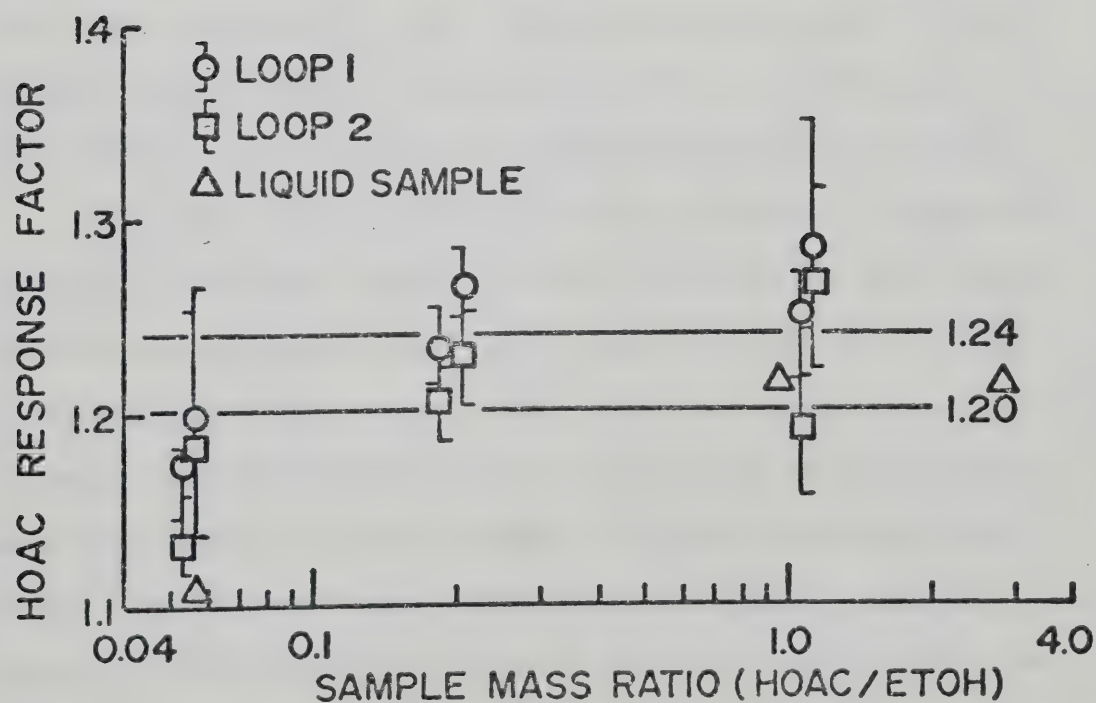 HOAC RESPONSE FACTOR
1.4
1.3
1.2
1.1
LOOP 1
LOOP 2
LIQUID SAMPLE
1.24
1.20
0.04 0.1 1.0 4.0
SAMPLE MASS RATIO (HOAC/ETOH)